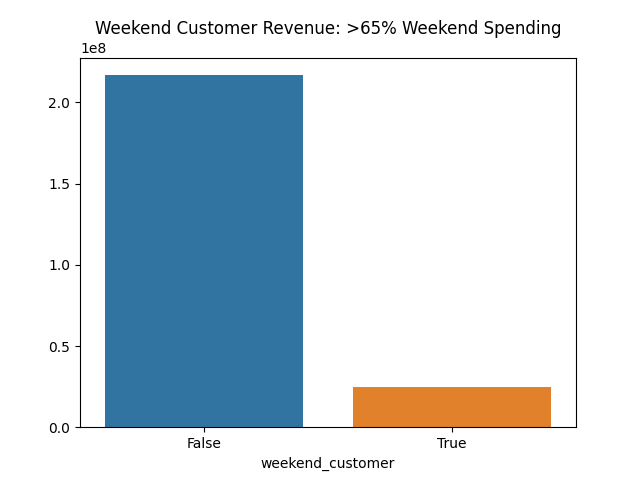 Weekend Customer Revenue: >65% Weekend Spending
1e8
2.0
1.5
1.0
0.5
0.0
False True
weekend_customer